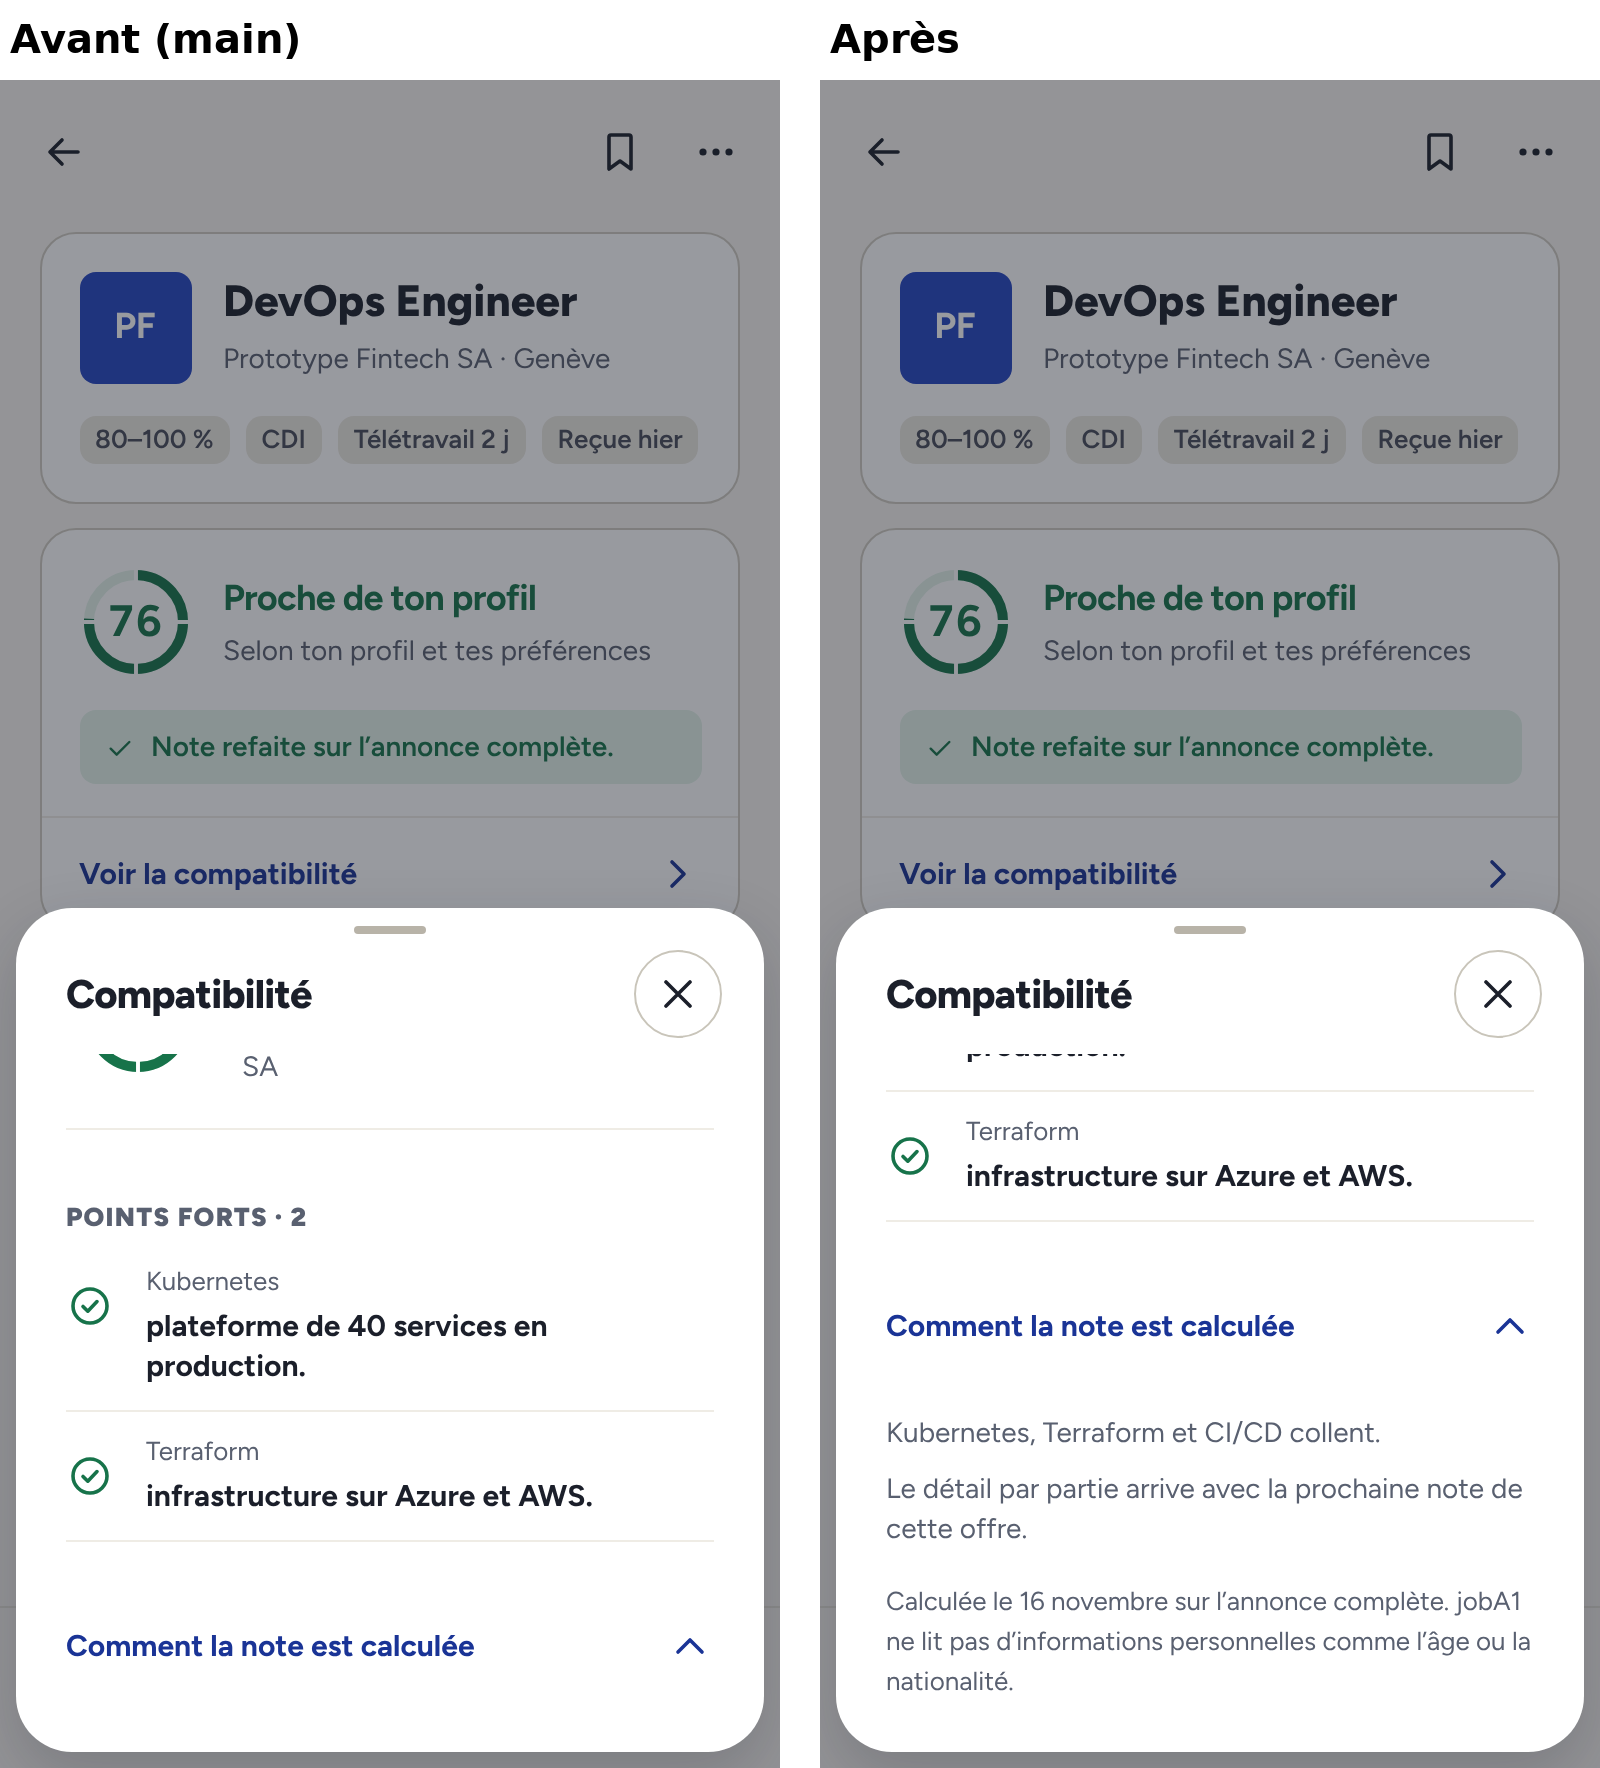 Avant (main)
PF
DevOps Engineer
Prototype Fintech SA · Genève
80–100 %
CDI
Télétravail 2 j
Reçue hier
76
Proche de ton profil
Selon ton profil et tes préférences
Note refaite sur l’annonce complète.
Voir la compatibilité
Compatibilité
SA
POINTS FORTS · 2
Kubernetes
plateforme de 40 services en
production.
Terraform
infrastructure sur Azure et AWS.
Comment la note est calculée
Après
PF
DevOps Engineer
Prototype Fintech SA · Genève
80–100 %
CDI
Télétravail 2 j
Reçue hier
76
Proche de ton profil
Selon ton profil et tes préférences
Note refaite sur l’annonce complète.
Voir la compatibilité
Compatibilité
production.
Terraform
infrastructure sur Azure et AWS.
Comment la note est calculée
Kubernetes, Terraform et CI/CD collent.
Le détail par partie arrive avec la prochaine note de
cette offre.
Calculée le 16 novembre sur l’annonce complète. jobA1
ne lit pas d’informations personnelles comme l’âge ou la
nationalité.